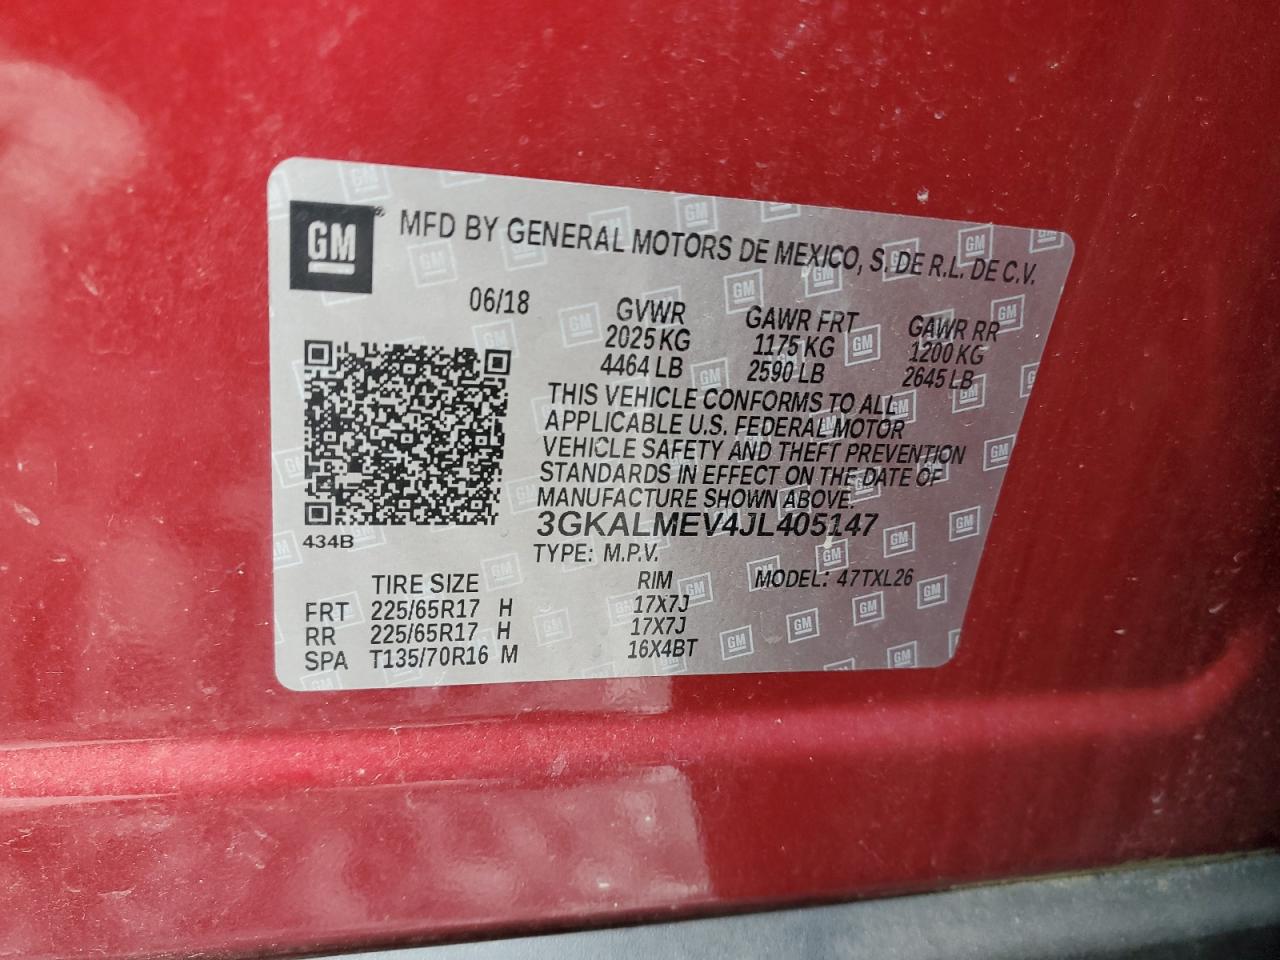 GM MFD BY GENERAL MOTORS DE MEXICO, S. DE R.L. DE C.V.
06/18 GVWR GAWR FRT GAWR RR
2025 KG 1175 KG 1200 KG
4464 LB 2590 LB 2645 LB
THIS VEHICLE CONFORMS TO ALL
APPLICABLE U.S. FEDERAL MOTOR
VEHICLE SAFETY AND THEFT PREVENTION
STANDARDS IN EFFECT ON THE DATE OF
MANUFACTURE SHOWN ABOVE.
3GKALMEV4JL405147
434B
TYPE: M.P.V.
TIRE SIZE RIM MODEL: 47TXL26
FRT 225/65R17 H 17X7J
RR 225/65R17 H 17X7J
SPA T135/70R16 M 16X4BT